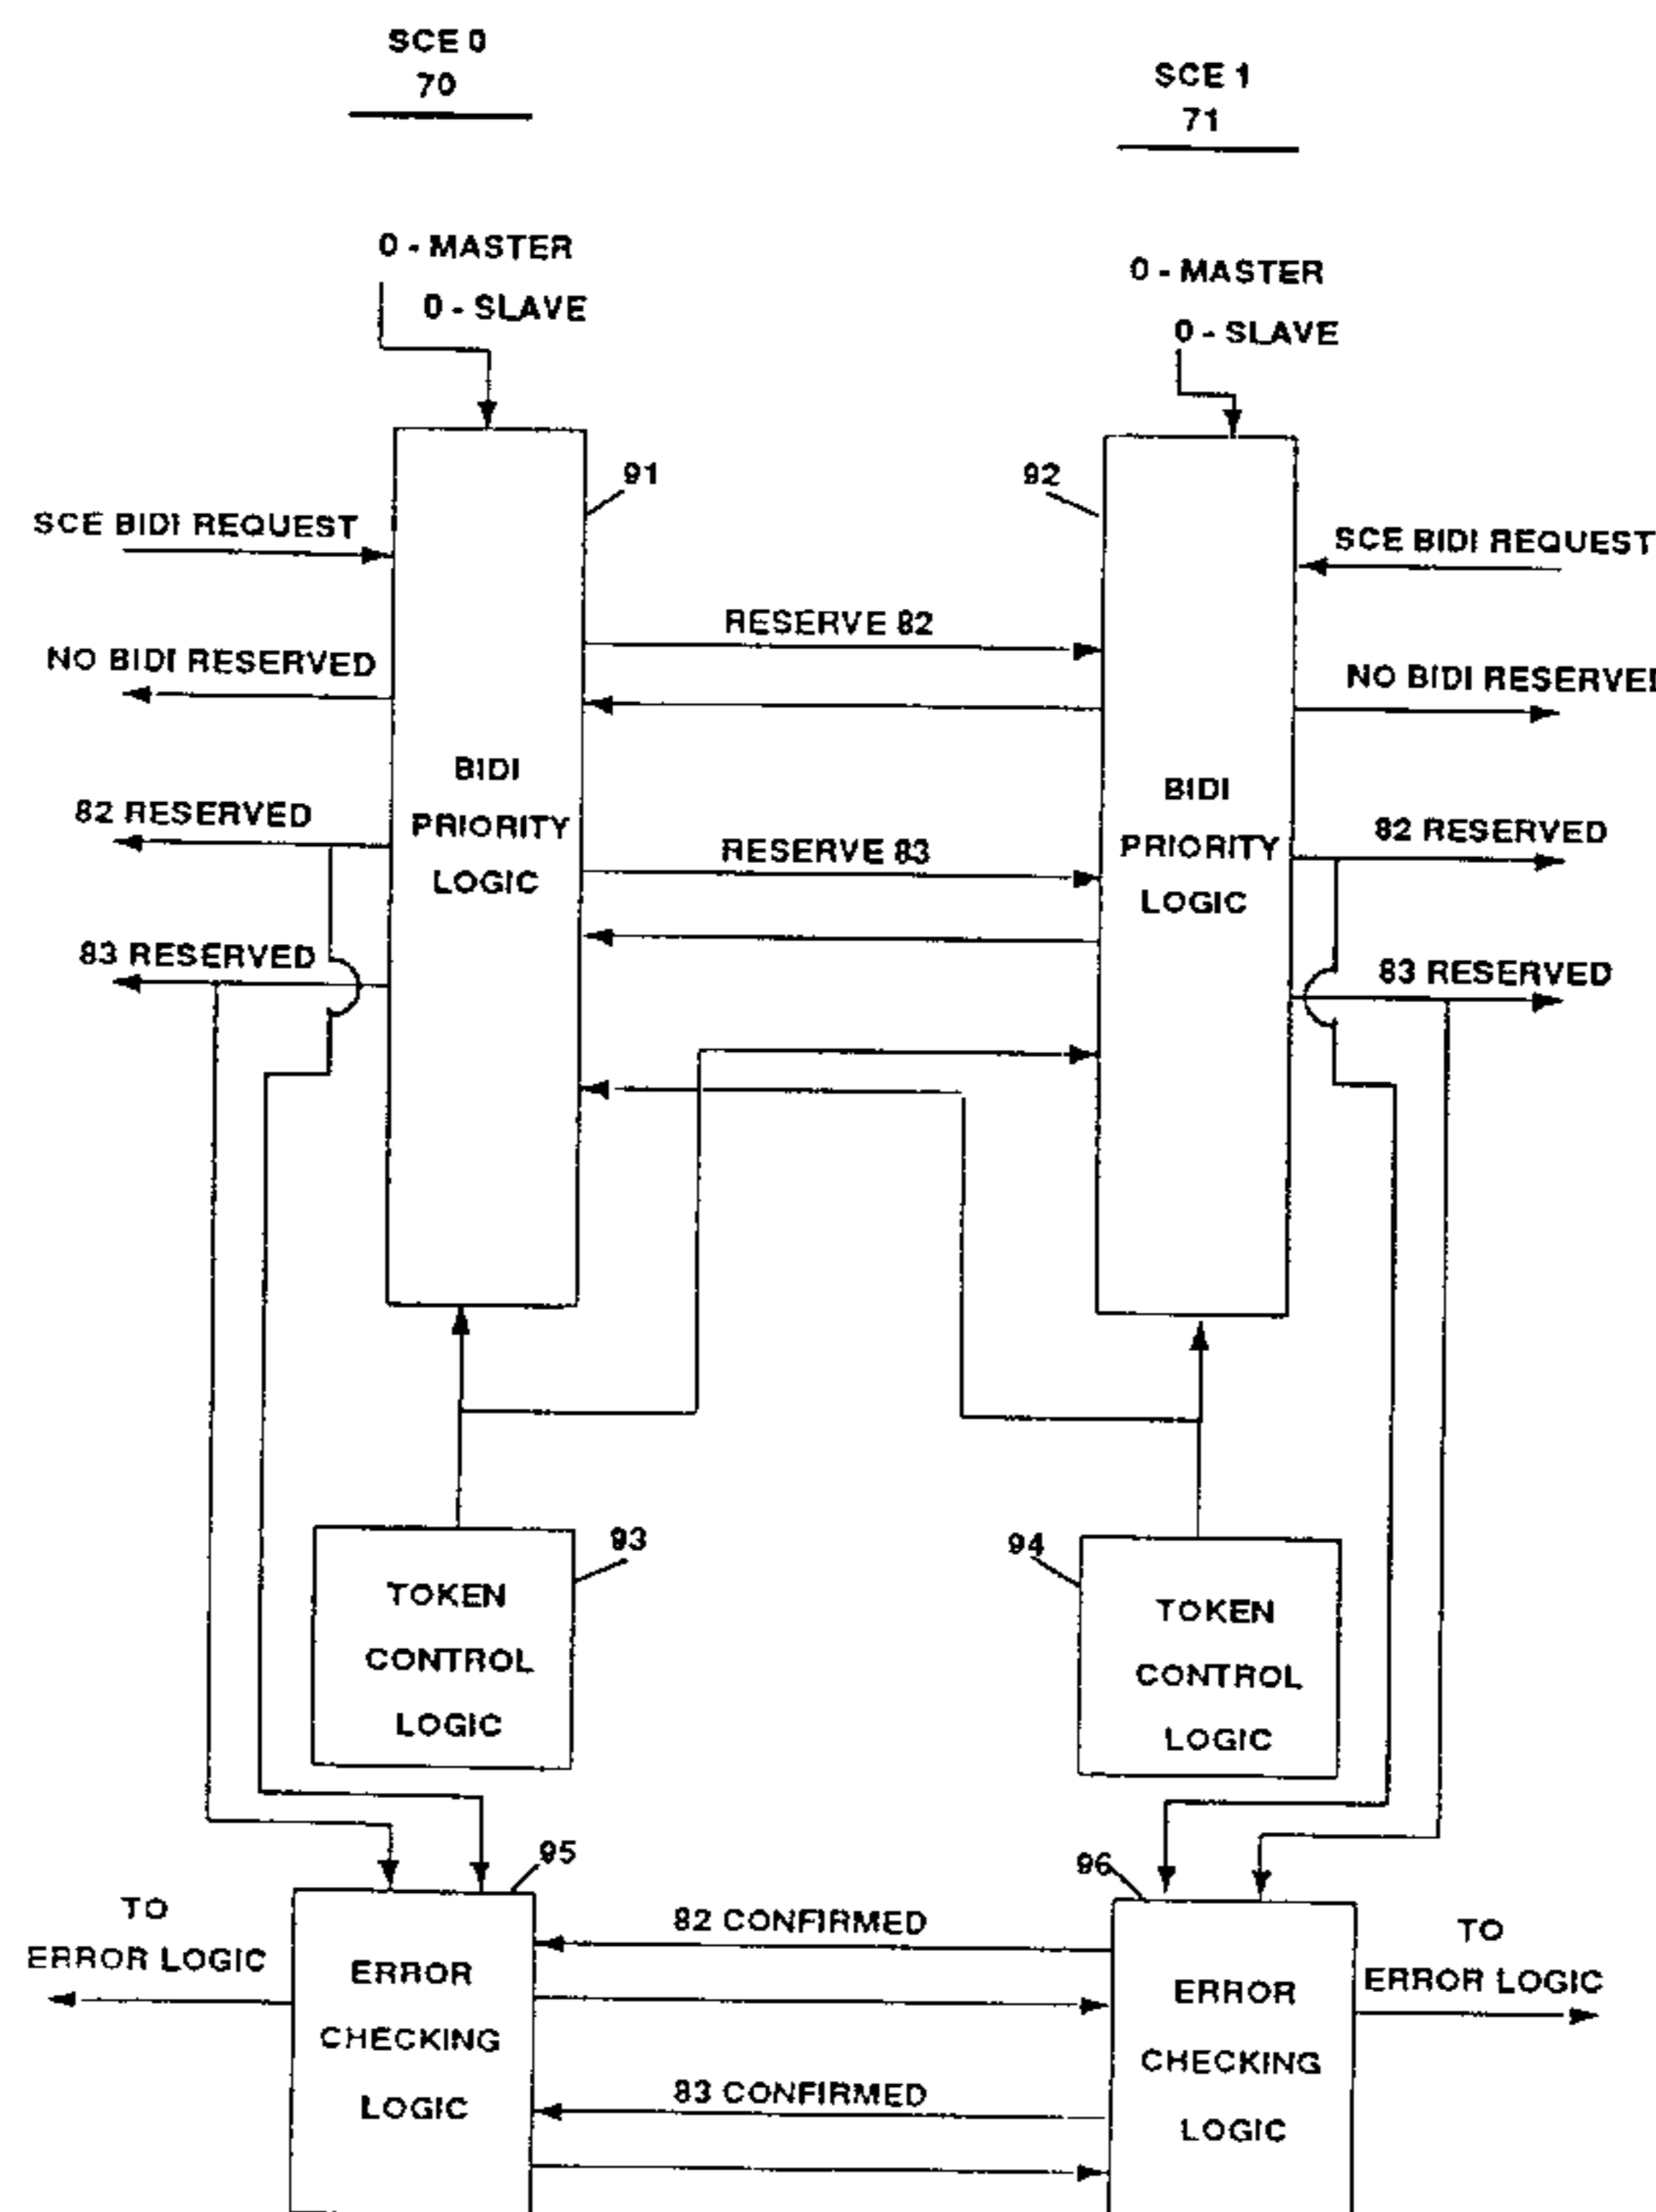 SCE 0
70
SCE 1
71
0 - MASTER
0 - SLAVE
0 - MASTER
0 - SLAVE
91
92
SCE BIDI REQUEST
SCE BIDI REQUEST
RESERVE 82
NO BIDI RESERVED
NO BIDI RESERVED
BIDI
PRIORITY
LOGIC
BIDI
PRIORITY
LOGIC
82 RESERVED
82 RESERVED
RESERVE 83
83 RESERVED
83 RESERVED
93
94
TOKEN
CONTROL
LOGIC
TOKEN
CONTROL
LOGIC
95
96
TO
ERROR LOGIC
TO
ERROR LOGIC
82 CONFIRMED
ERROR
CHECKING
LOGIC
ERROR
CHECKING
LOGIC
83 CONFIRMED